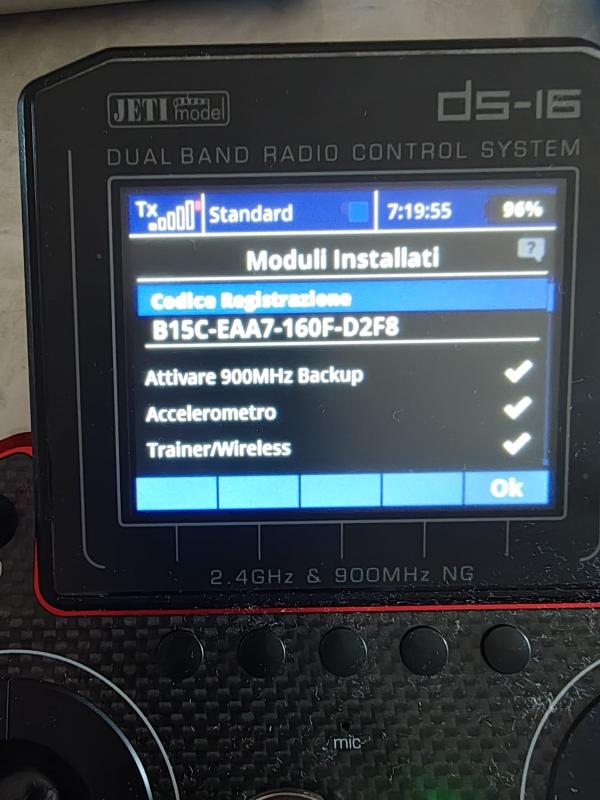 JETI model
ds-16
DUAL BAND RADIO CONTROL SYSTEM
Tx Standard 7:19:55 96%
Moduli Installati ?
Codice Registrazione
B15C-EAA7-160F-D2F8
Attivare 900MHz Backup
Accelerometro
Trainer/Wireless
Ok
2.4GHz & 900MHz NG
mic